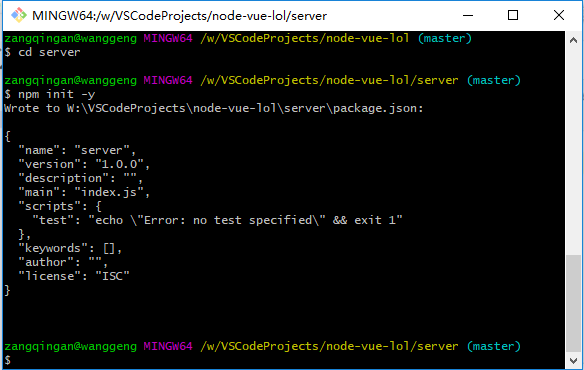 MINGW64:/w/VSCodeProjects/node-vue-lol/server
zangqingan@wanggeng MINGW64 /w/VSCodeProjects/node-vue-lol (master)
$ cd server
zangqingan@wanggeng MINGW64 /w/VSCodeProjects/node-vue-lol/server (master)
$ npm init -y
Wrote to W:\VSCodeProjects\node-vue-lol\server\package.json:
{
  "name": "server",
  "version": "1.0.0",
  "description": "",
  "main": "index.js",
  "scripts": {
    "test": "echo \"Error: no test specified\" && exit 1"
  },
  "keywords": [],
  "author": "",
  "license": "ISC"
}
zangqingan@wanggeng MINGW64 /w/VSCodeProjects/node-vue-lol/server (master)
$